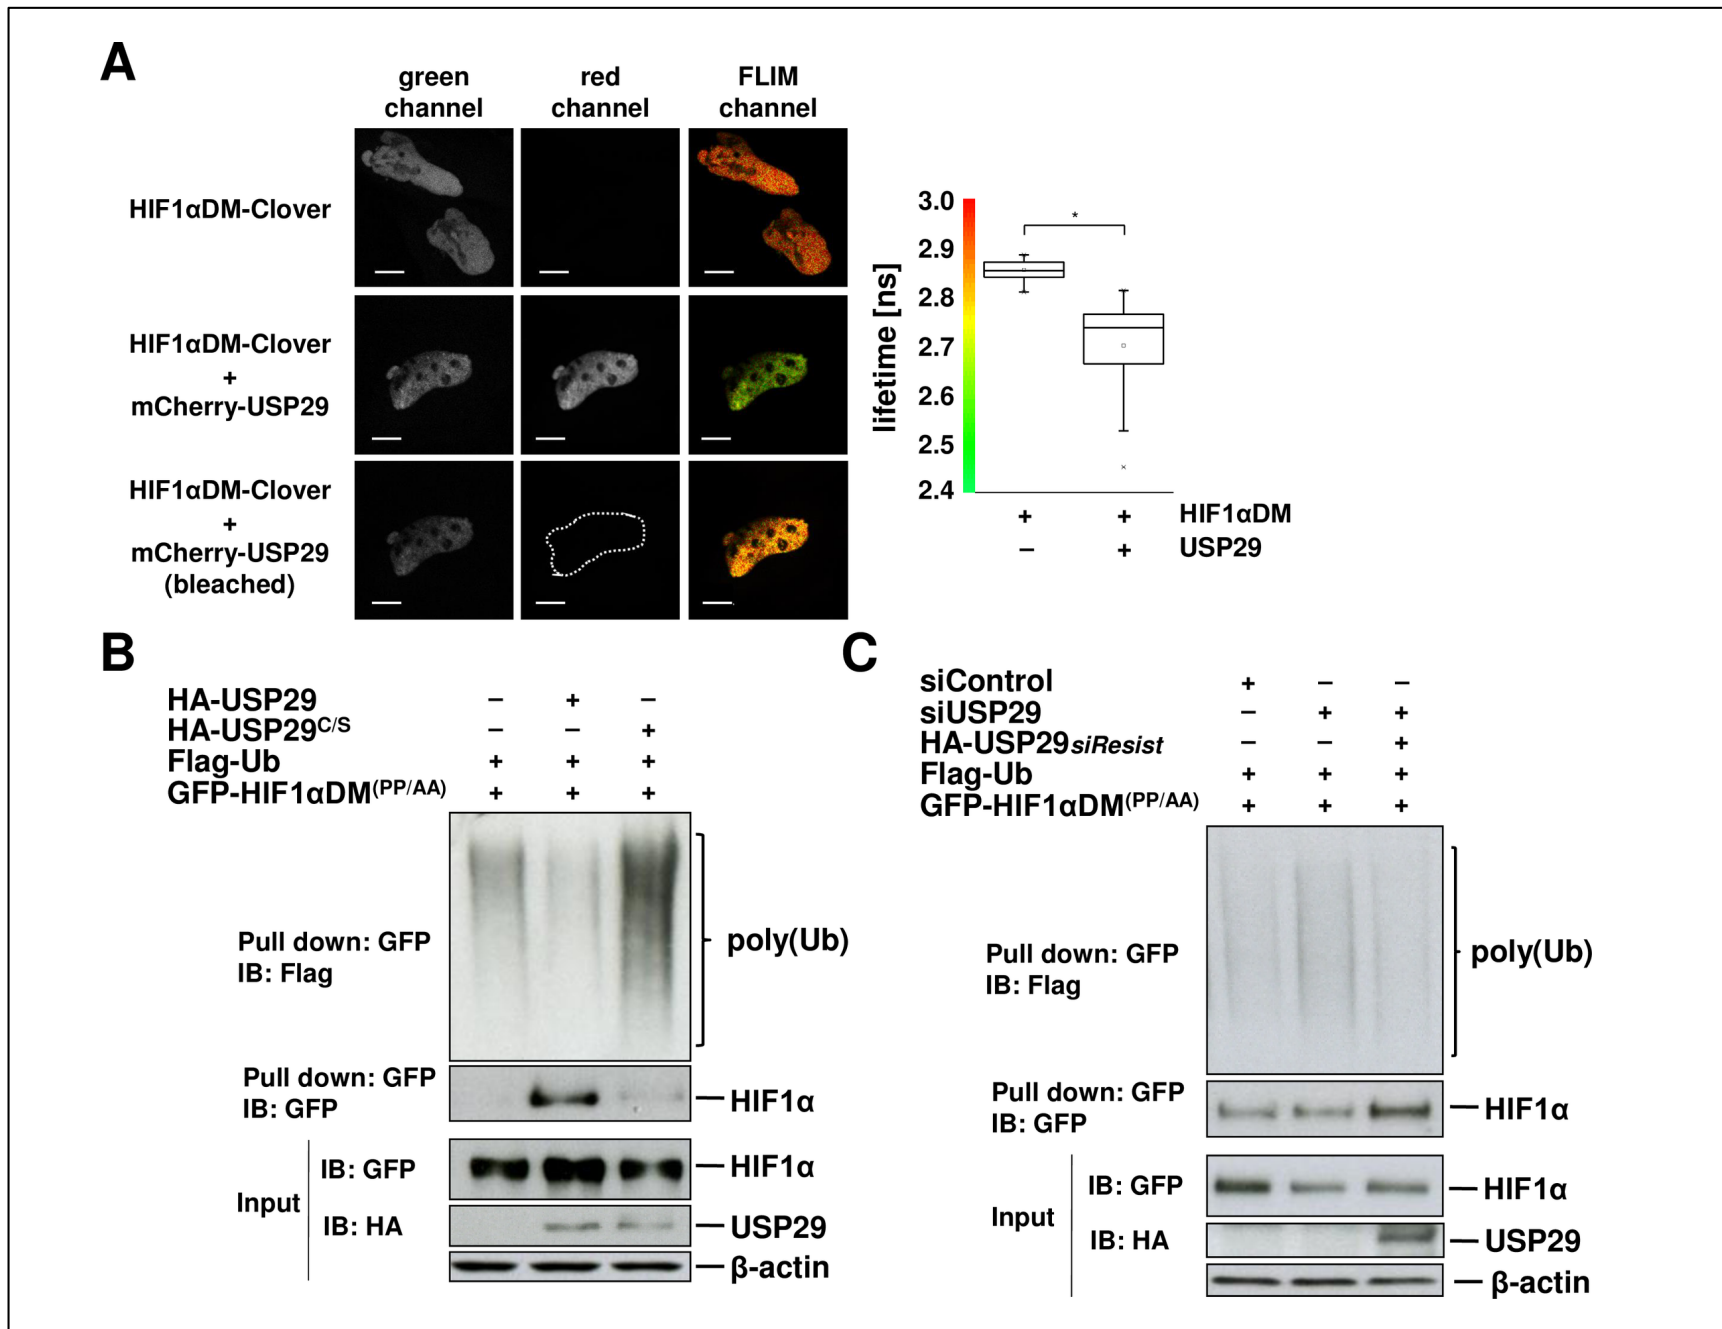 A
green channel
red channel
FLIM channel
HIF1αDM-Clover
HIF1αDM-Clover
+
mCherry-USP29
HIF1αDM-Clover
+
mCherry-USP29
(bleached)
lifetime [ns]
3.0
2.9
2.8
2.7
2.6
2.5
2.4
*
+ + HIF1αDM
– + USP29
B
HA-USP29 – + –
HA-USP29C/S – – +
Flag-Ub + + +
GFP-HIF1αDM(PP/AA) + + +
Pull down: GFP
IB: Flag
poly(Ub)
Pull down: GFP
IB: GFP
HIF1α
Input
IB: GFP
HIF1α
IB: HA
USP29
β-actin
C
siControl + – –
siUSP29 – + +
HA-USP29siResist – – +
Flag-Ub + + +
GFP-HIF1αDM(PP/AA) + + +
Pull down: GFP
IB: Flag
poly(Ub)
Pull down: GFP
IB: GFP
HIF1α
Input
IB: GFP
HIF1α
IB: HA
USP29
β-actin